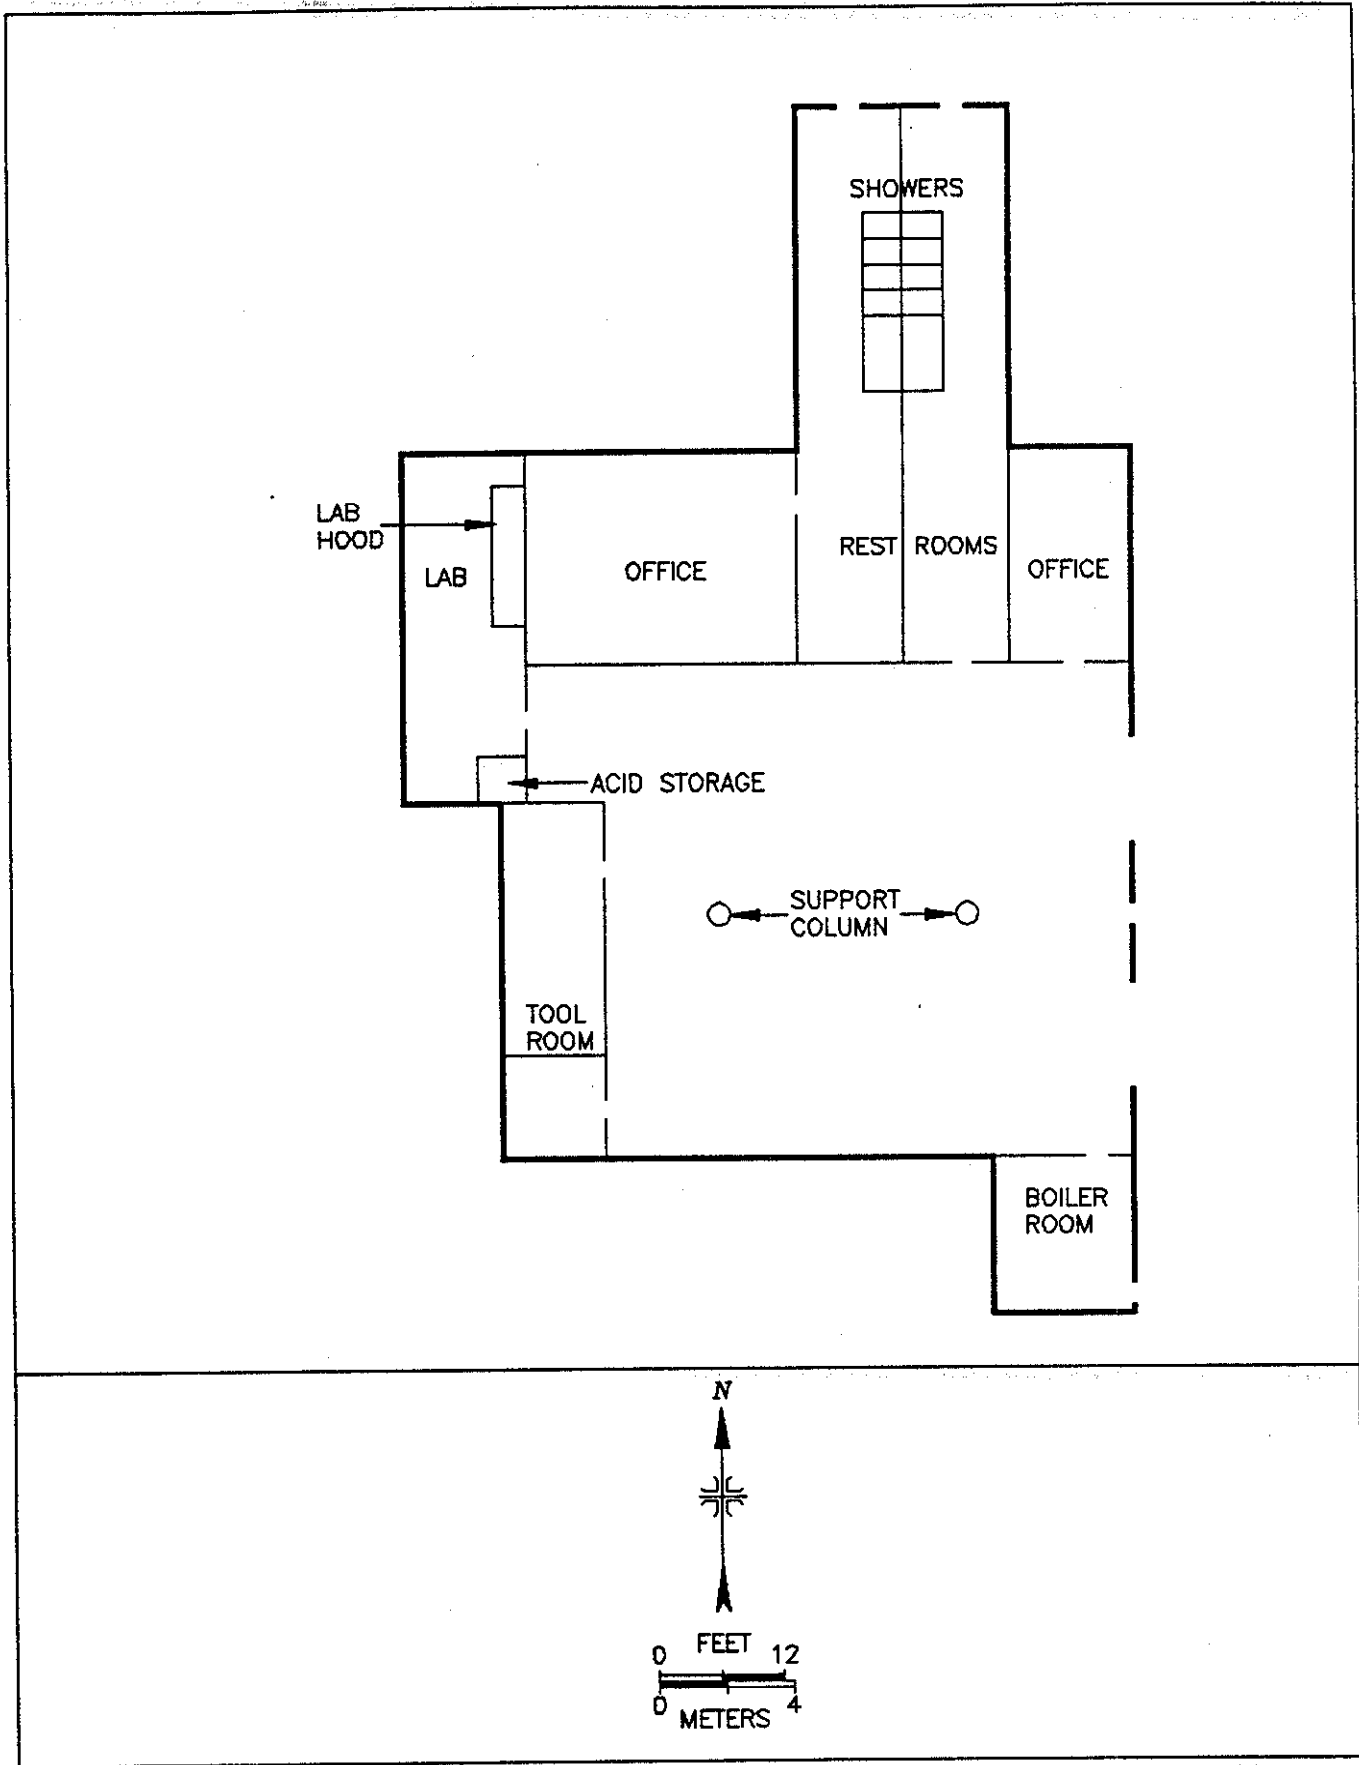 SHOWERS
LAB
HOOD
LAB
OFFICE
REST ROOMS
OFFICE
ACID STORAGE
SUPPORT
COLUMN
TOOL
ROOM
BOILER
ROOM
N
0 FEET 12
0 METERS 4